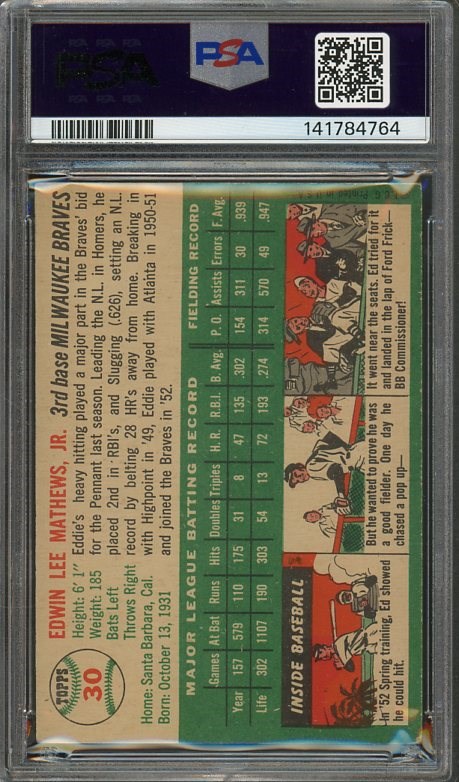 PSA
PSA
141784764
TOPPS
30
EDWIN LEE MATHEWS, JR. 3rd base MILWAUKEE BRAVES
Height: 6' 1"
Weight: 185
Bats Left
Throws Right
Home: Santa Barbara, Cal.
Born: October 13, 1931
Eddie's heavy hitting played a major part in the Braves' bid
for the Pennant last season. Leading the N.L. in Homers, he
placed 2nd in RBI's, and Slugging (.626), setting an N.L.
record by belting 28 HR's away from home. Breaking in
with Highpoint in '49, Eddie played with Atlanta in 1950-51
and joined the Braves in '52.
MAJOR LEAGUE BATTING RECORD FIELDING RECORD
Games At Bat Runs Hits Doubles Triples H. R. R.B.I. B. Avg. P. O. Assists Errors F. Avg.
Year 157 579 110 175 31 8 47 135 .302 154 311 30 .939
Life 302 1107 190 303 54 13 72 193 .274 314 570 49 .947
INSIDE BASEBALL
In '52 Spring training, Ed showed
he could hit.
But he wanted to prove he was
a good fielder. One day he
chased a pop up—
It went near the seats. Ed tried for it
and landed in the lap of Ford Frick—
BB Commissioner!
T. C. G. Printed in U.S.A.